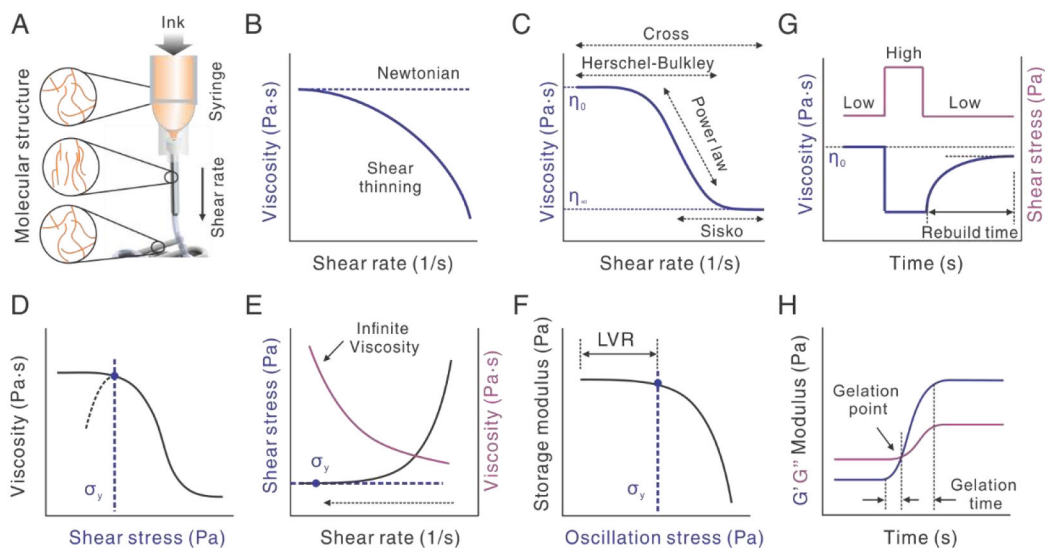 A
Ink
Molecular structure
Syringe
Shear rate
B
Viscosity (Pa·s)
Newtonian
Shear
thinning
Shear rate (1/s)
C
Viscosity (Pa·s)
Cross
Herschel-Bulkley
η₀
Power law
η∞
Sisko
Shear rate (1/s)
G
Viscosity (Pa·s)
High
Low
Low
η₀
Rebuild time
Shear stress (Pa)
Time (s)
D
Viscosity (Pa·s)
σy
Shear stress (Pa)
E
Shear stress (Pa)
Infinite
Viscosity
σy
Viscosity (Pa·s)
Shear rate (1/s)
F
Storage modulus (Pa)
LVR
σy
Oscillation stress (Pa)
H
G' G" Modulus (Pa)
Gelation
point
Gelation
time
Time (s)